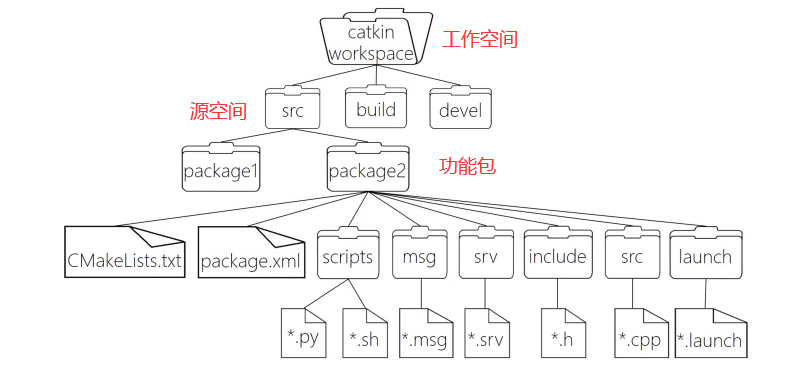 catkin
workspace
工作空间
源空间
src
build
devel
package1
package2
功能包
CMakeLists.txt
package.xml
scripts
msg
srv
include
src
launch
*.py
*.sh
*.msg
*.srv
*.h
*.cpp
*.launch